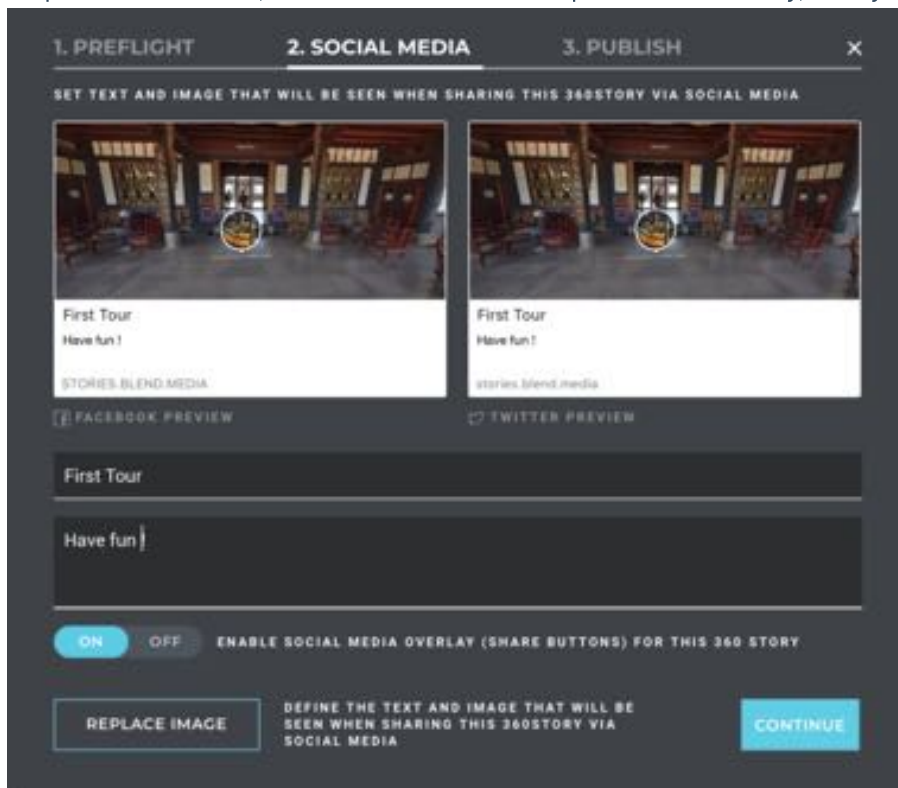 1. PREFLIGHT 2. SOCIAL MEDIA 3. PUBLISH ×
SET TEXT AND IMAGE THAT WILL BE SEEN WHEN SHARING THIS 360STORY VIA SOCIAL MEDIA
First Tour
Have fun !
STORIES.BLEND.MEDIA
FACEBOOK PREVIEW
First Tour
Have fun !
stories.blend.media
TWITTER PREVIEW
First Tour
Have fun !
ON OFF ENABLE SOCIAL MEDIA OVERLAY (SHARE BUTTONS) FOR THIS 360 STORY
REPLACE IMAGE
DEFINE THE TEXT AND IMAGE THAT WILL BE
SEEN WHEN SHARING THIS 360STORY VIA
SOCIAL MEDIA
CONTINUE